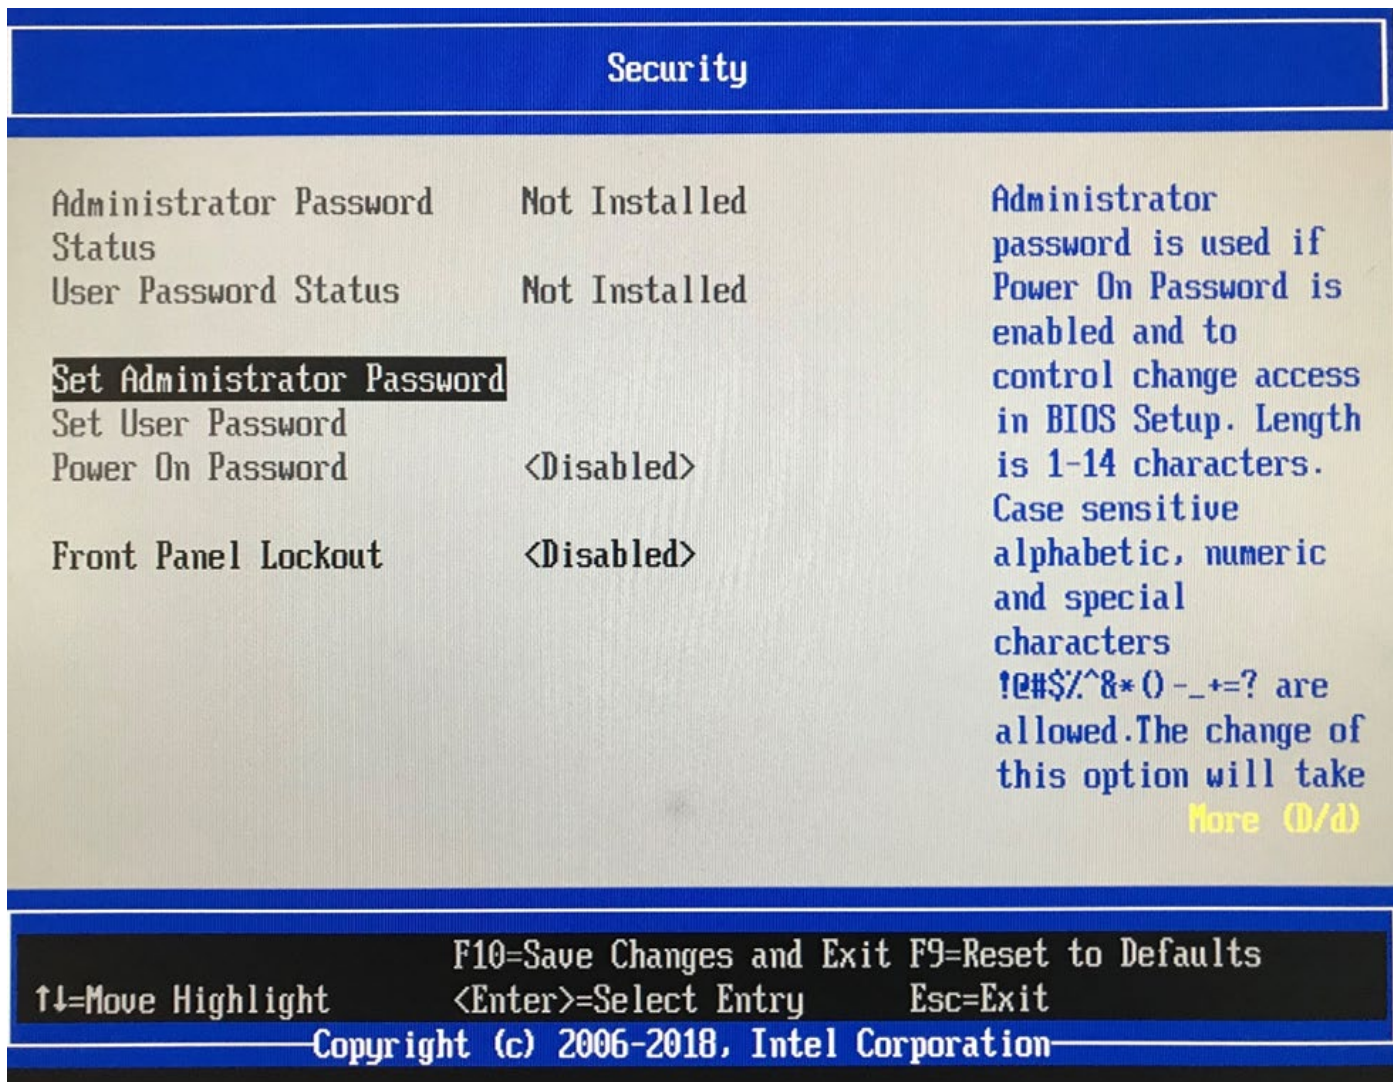 Security
Administrator Password Not Installed
Status
User Password Status Not Installed
Set Administrator Password
Set User Password
Power On Password <Disabled>
Front Panel Lockout <Disabled>
Administrator
password is used if
Power On Password is
enabled and to
control change access
in BIOS Setup. Length
is 1-14 characters.
Case sensitive
alphabetic, numeric
and special
characters
!@#$%^&*()-_+=? are
allowed.The change of
this option will take
More (D/d)
F10=Save Changes and Exit F9=Reset to Defaults
↑↓=Move Highlight <Enter>=Select Entry Esc=Exit
Copyright (c) 2006-2018, Intel Corporation